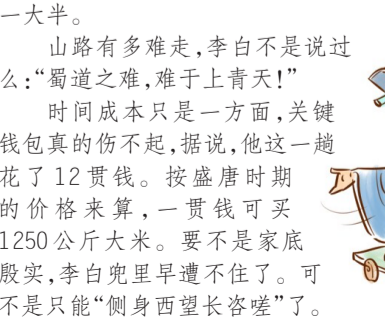 一大半。
山路有多难走,李白不是说过
么:“蜀道之难,难于上青天!”
时间成本只是一方面,关键
钱包真的伤不起,据说,他这一趟
花了12贯钱。按盛唐时期
的价格来算,一贯钱可买
1250公斤大米。要不是家底
殷实,李白兜里早遭不住了。可
不是只能“侧身西望长咨嗟”了。